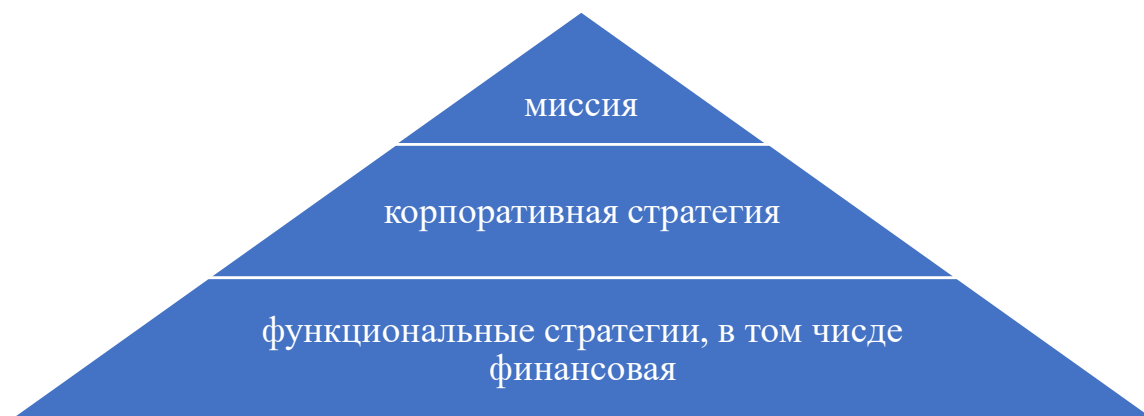 миссия
корпоративная стратегия
функциональные стратегии, в том чисде
финансовая